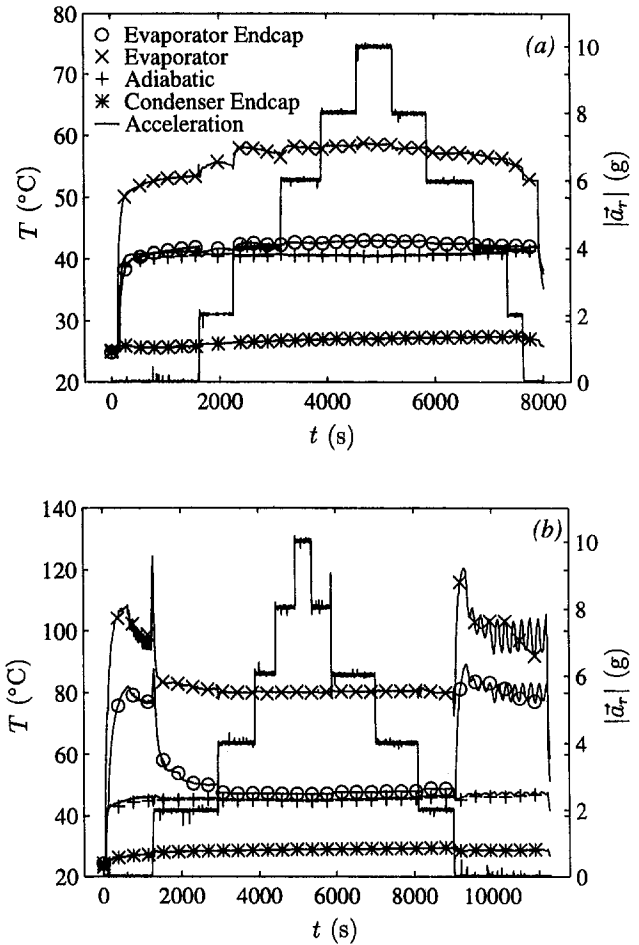 80
70
60
50
40
30
20
T (°C)
Evaporator Endcap
Evaporator
Adiabatic
Condenser Endcap
Acceleration
(a)
10
8
6
4
2
0
|a⃗ᵣ| (g)
0 2000 4000 6000 8000
t (s)
140
120
100
80
60
40
20
T (°C)
(b)
10
8
6
4
2
0
|a⃗ᵣ| (g)
0 2000 4000 6000 8000 10000
t (s)